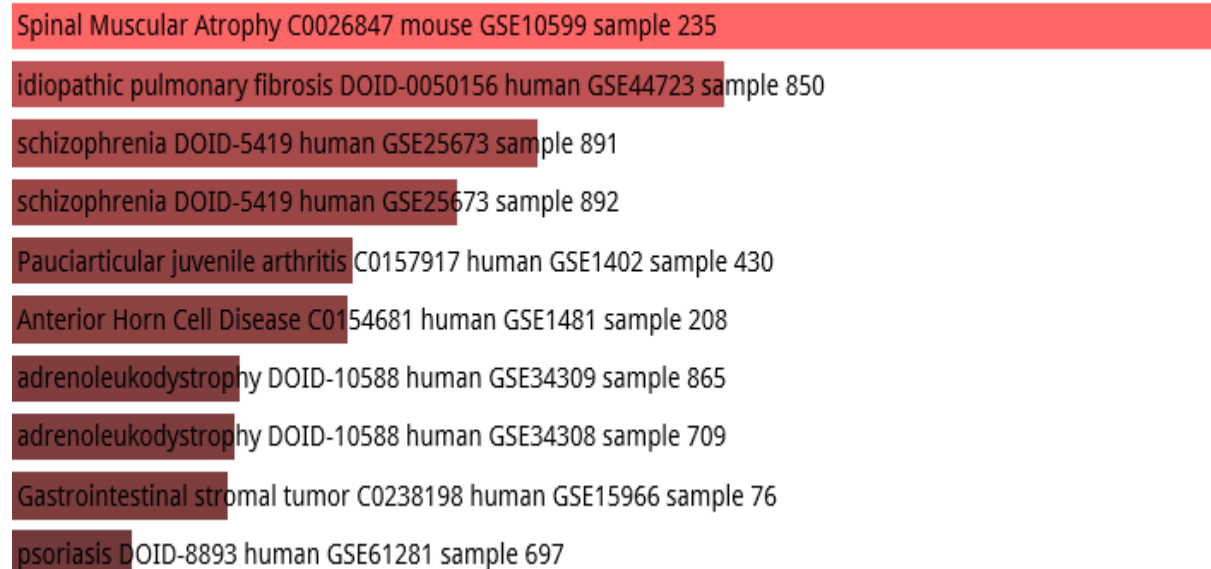 Spinal Muscular Atrophy C0026847 mouse GSE10599 sample 235
idiopathic pulmonary fibrosis DOID-0050156 human GSE44723 sample 850
schizophrenia DOID-5419 human GSE25673 sample 891
schizophrenia DOID-5419 human GSE25673 sample 892
Pauciarticular juvenile arthritis C0157917 human GSE1402 sample 430
Anterior Horn Cell Disease C0154681 human GSE1481 sample 208
adrenoleukodystrophy DOID-10588 human GSE34309 sample 865
adrenoleukodystrophy DOID-10588 human GSE34308 sample 709
Gastrointestinal stromal tumor C0238198 human GSE15966 sample 76
psoriasis DOID-8893 human GSE61281 sample 697